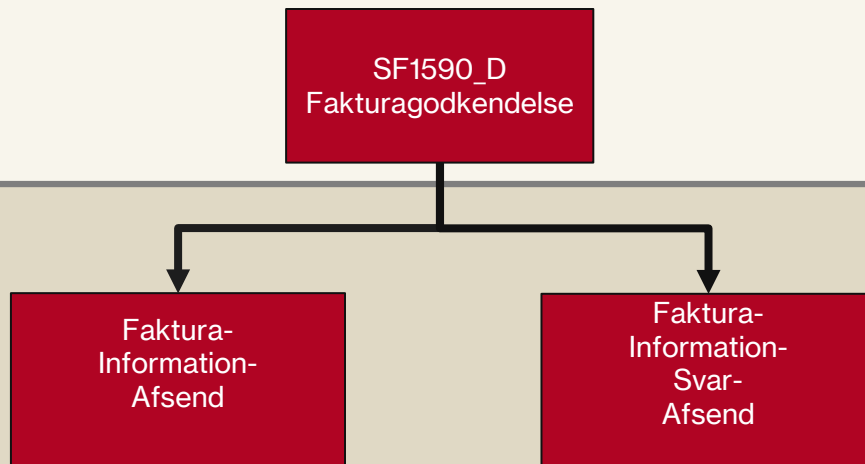 SF1590_D
Fakturagodkendelse
Faktura-
Information-
Afsend
Faktura-
Information-
Svar-
Afsend